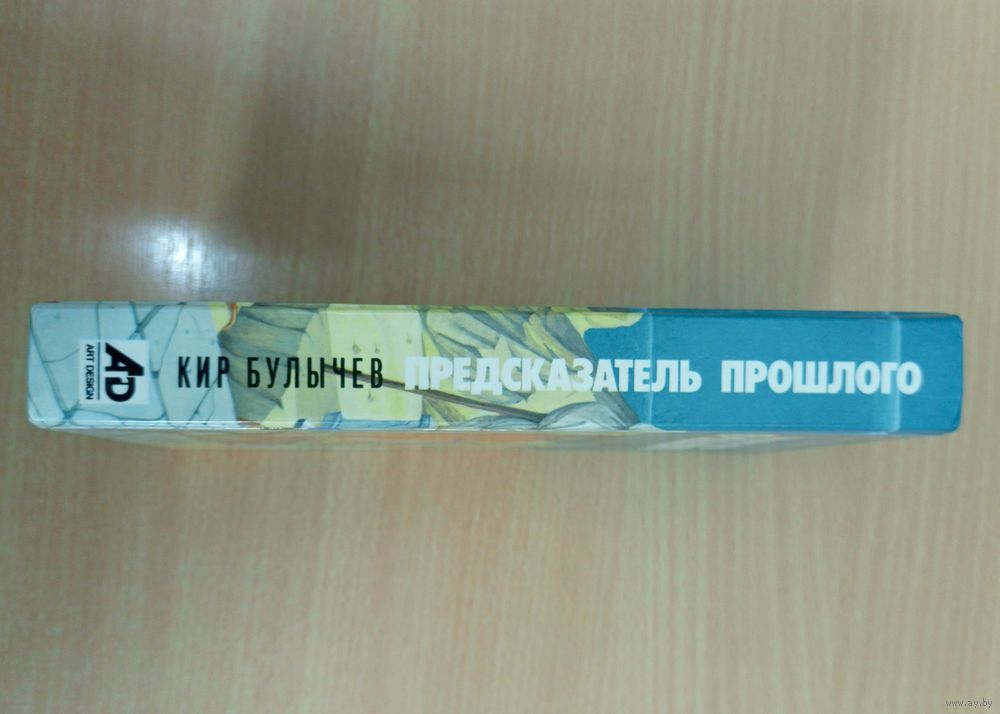 AD
ART DESIGN
КИР БУЛЫЧЕВ ПРЕДСКАЗАТЕЛЬ ПРОШЛОГО
www.ay.by